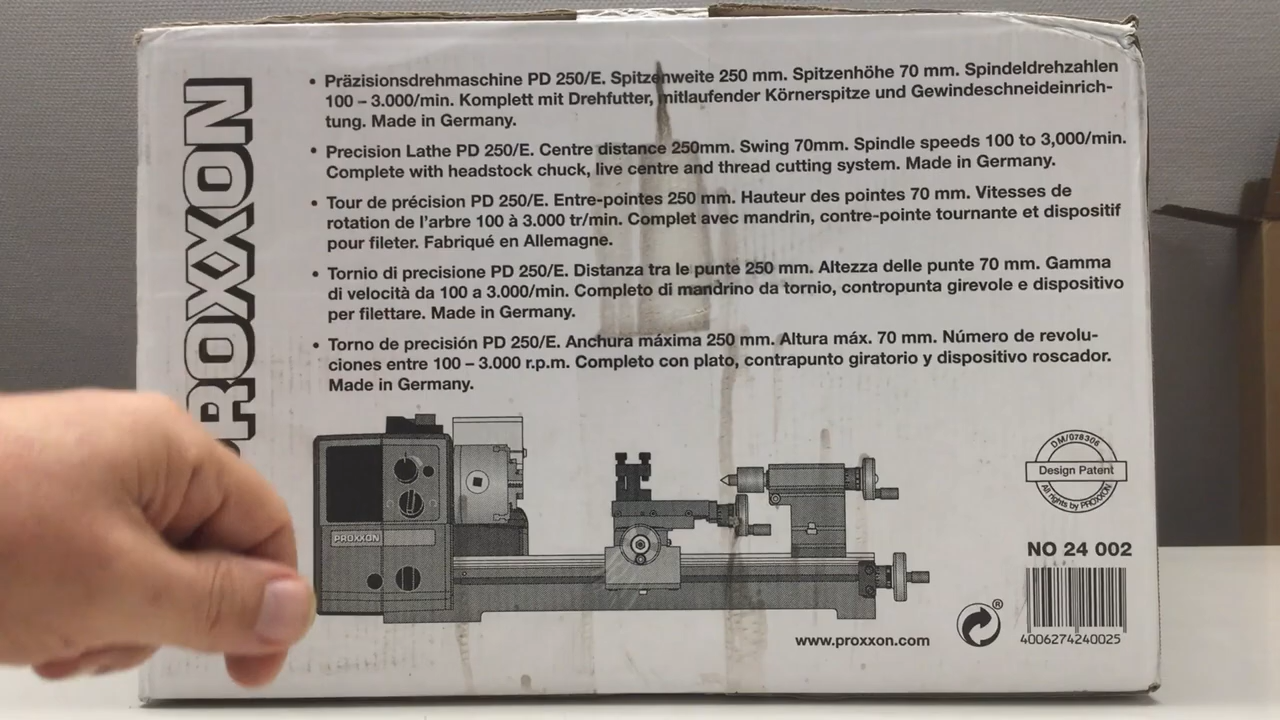 PROXXON
• Präzisionsdrehmaschine PD 250/E. Spitzenweite 250 mm. Spitzenhöhe 70 mm. Spindeldrehzahlen
100 – 3.000/min. Komplett mit Drehfutter, mitlaufender Körnerspitze und Gewindeschneideinrich-
tung. Made in Germany.
• Precision Lathe PD 250/E. Centre distance 250mm. Swing 70mm. Spindle speeds 100 to 3,000/min.
Complete with headstock chuck, live centre and thread cutting system. Made in Germany.
• Tour de précision PD 250/E. Entre-pointes 250 mm. Hauteur des pointes 70 mm. Vitesses de
rotation de l'arbre 100 à 3.000 tr/min. Complet avec mandrin, contre-pointe tournante et dispositif
pour fileter. Fabriqué en Allemagne.
• Tornio di precisione PD 250/E. Distanza tra le punte 250 mm. Altezza delle punte 70 mm. Gamma
di velocità da 100 a 3.000/min. Completo di mandrino da tornio, contropunta girevole e dispositivo
per filettare. Made in Germany.
• Torno de precisión PD 250/E. Anchura máxima 250 mm. Altura máx. 70 mm. Número de revolu-
ciones entre 100 – 3.000 r.p.m. Completo con plato, contrapunto giratorio y dispositivo roscador.
Made in Germany.
PROXXON
DM/078306
Design Patent
All rights by PROXXON
NO 24 002
4006274240025
®
www.proxxon.com